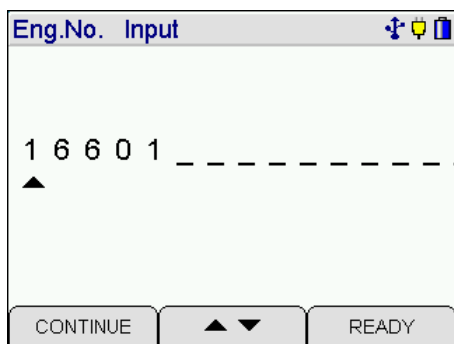 Eng.No. Input
1 6 6 0 1 _ _ _ _ _ _ _ _ _ _
CONTINUE ▲ ▼ READY